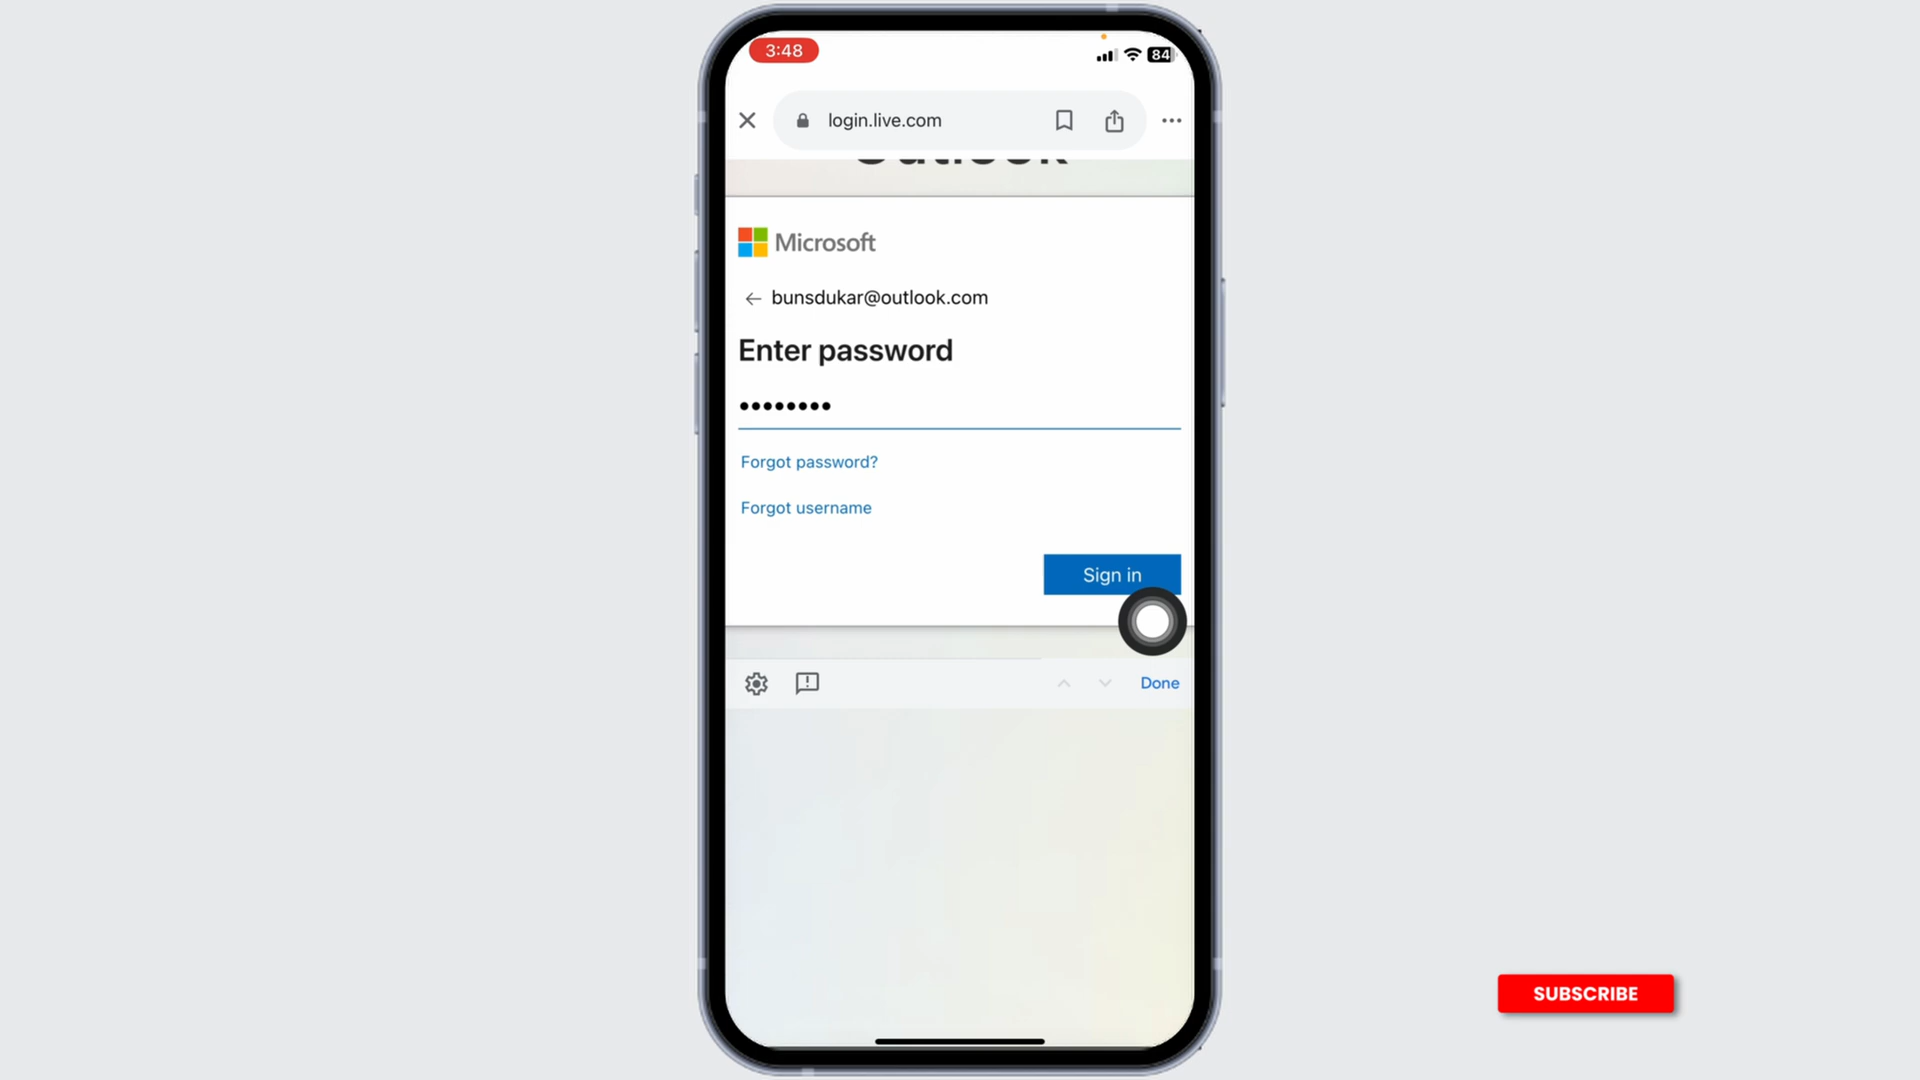 3:48
84
login.live.com
Outlook
Microsoft
bunsdukar@outlook.com
Enter password
••••••••
Forgot password?
Forgot username
Sign in
Done
SUBSCRIBE